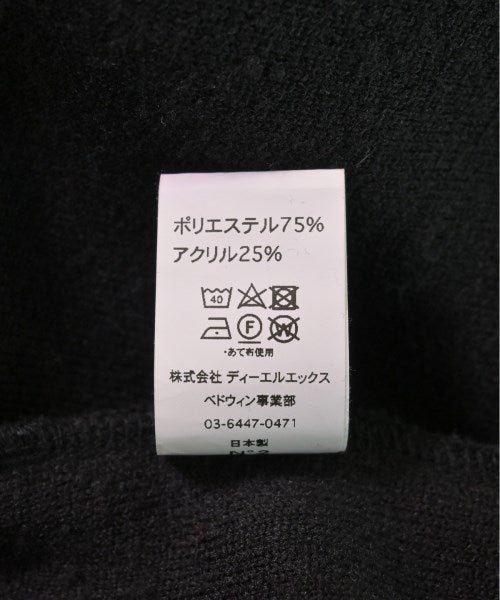 ポリエステル75%
アクリル25%
40
F W
・あて布使用
株式会社 ディーエルエックス
ベドウィン事業部
03-6447-0471
日本製